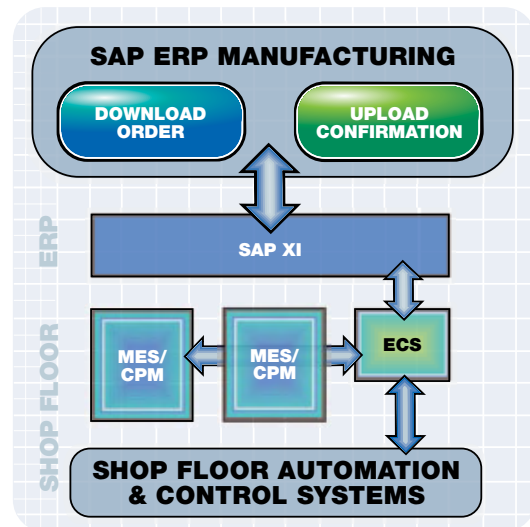 SAP ERP MANUFACTURING
DOWNLOAD
ORDER
UPLOAD
CONFIRMATION
ERP
SAP XI
SHOP FLOOR
MES/
CPM
MES/
CPM
ECS
SHOP FLOOR AUTOMATION
& CONTROL SYSTEMS